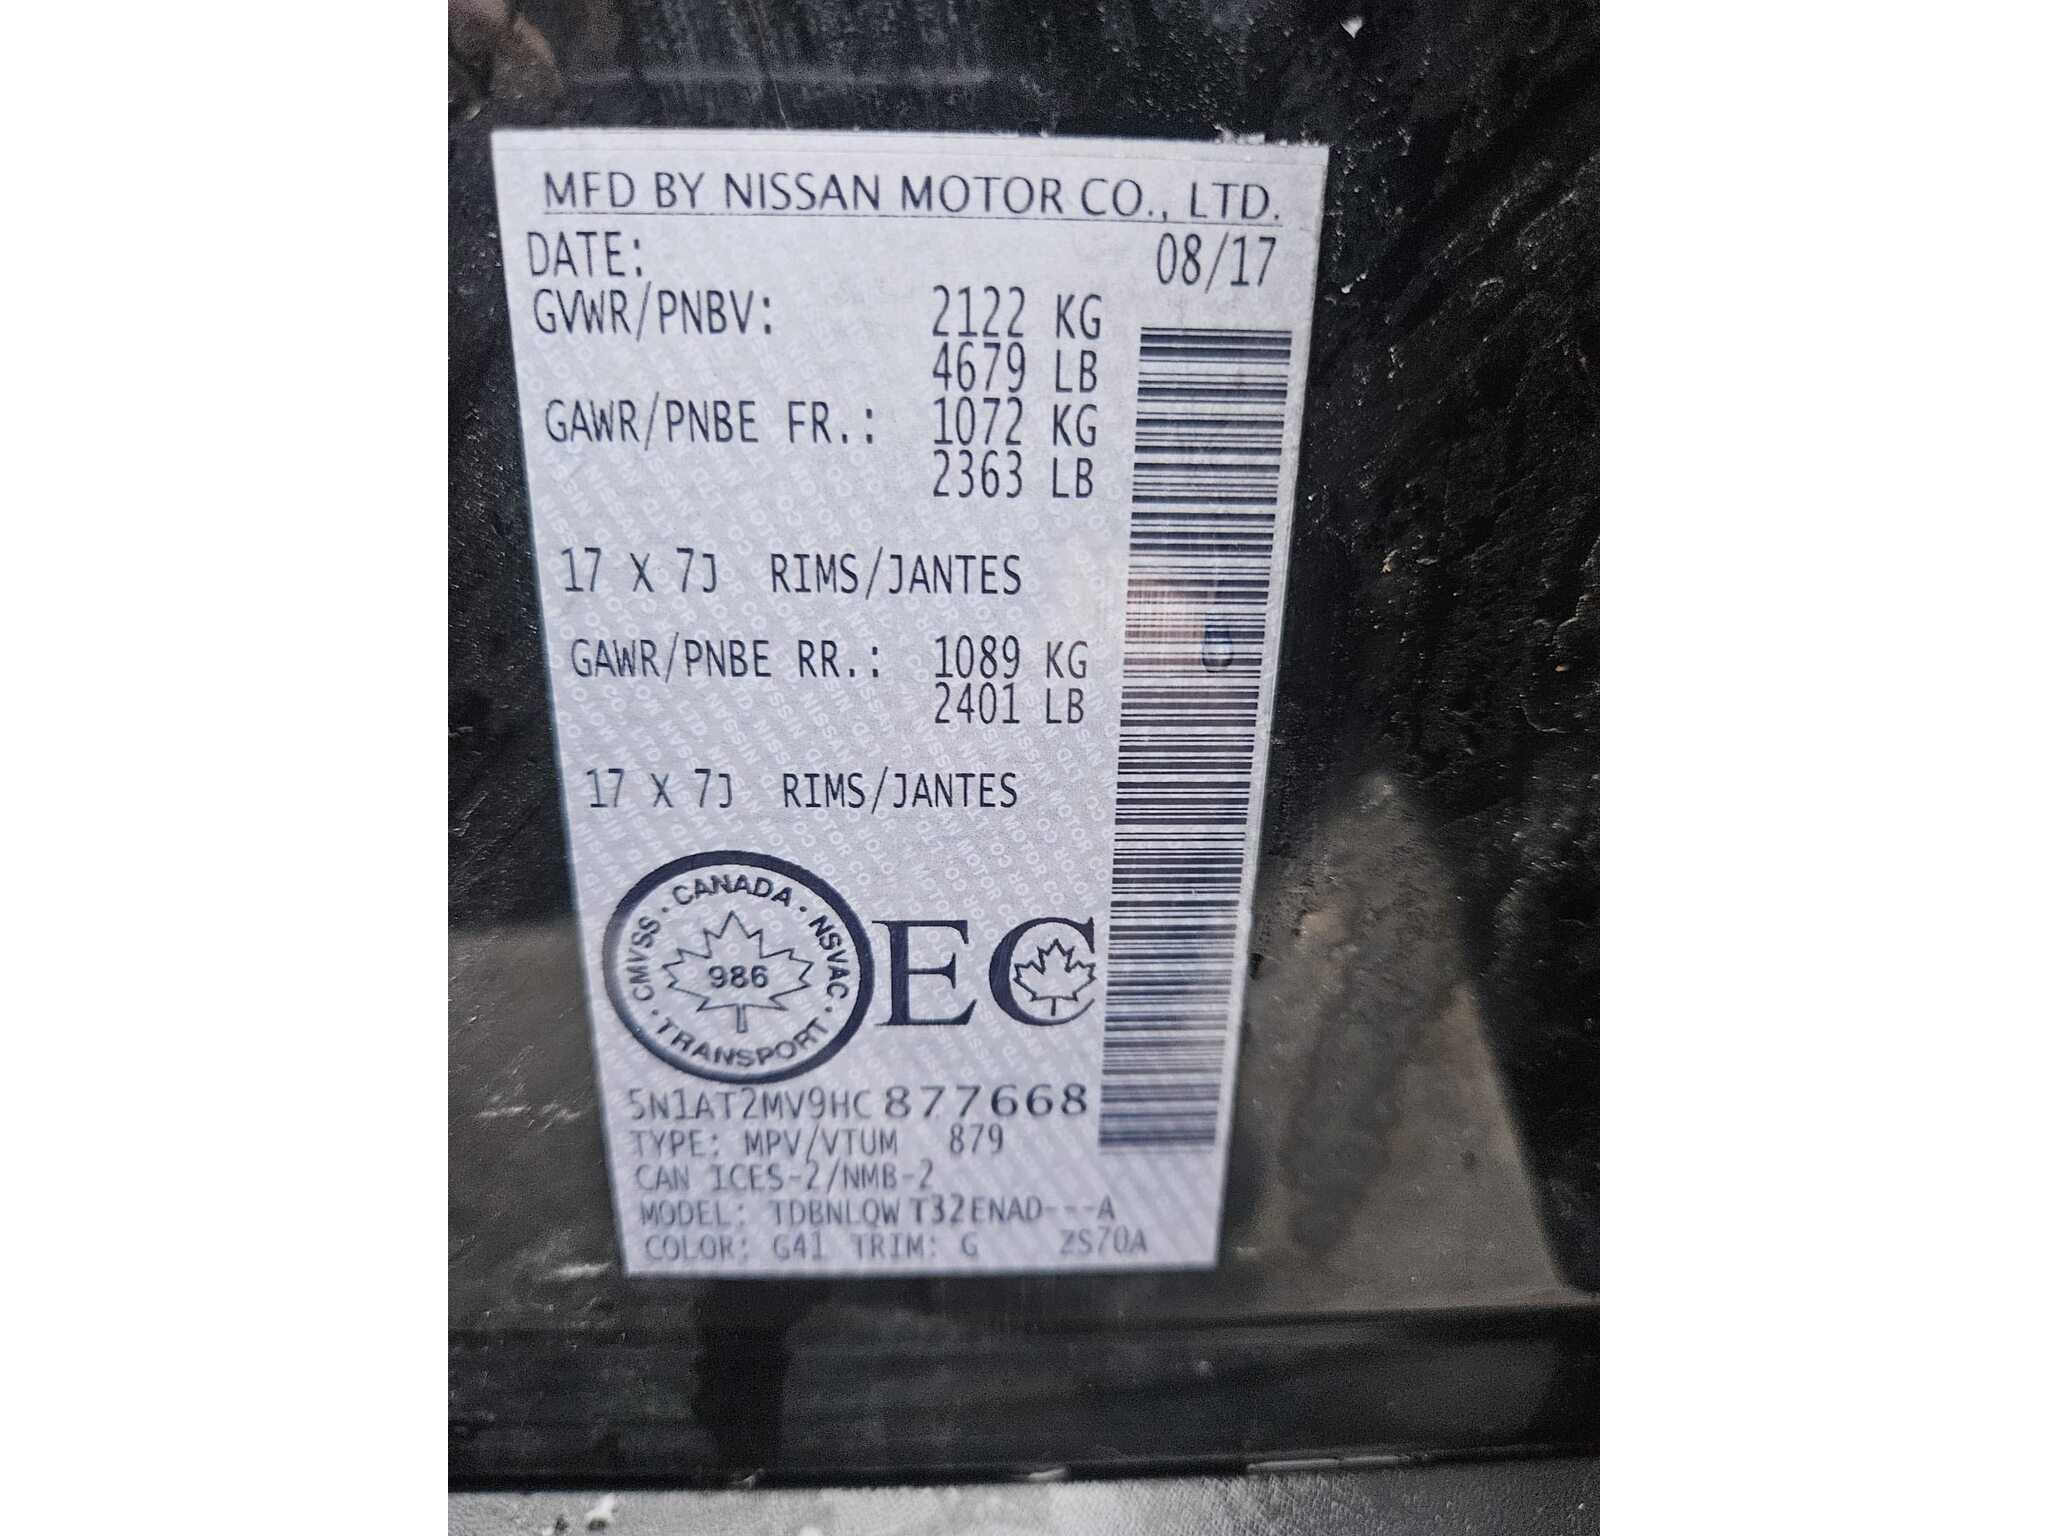 MFD BY NISSAN MOTOR CO., LTD.
DATE: 08/17
GVWR/PNBV: 2122 KG
4679 LB
GAWR/PNBE FR.: 1072 KG
2363 LB
17 X 7J RIMS/JANTES
GAWR/PNBE RR.: 1089 KG
2401 LB
17 X 7J RIMS/JANTES
CANADA · NSVAC · TRANSPORT · CMVSS ·
986
EC
5N1AT2MV9HC877668
TYPE: MPV/VTUM 879
CAN ICES-2/NMB-2
MODEL: TDBNLQW T32ENAD---A
COLOR: G41 TRIM: G ZS70A